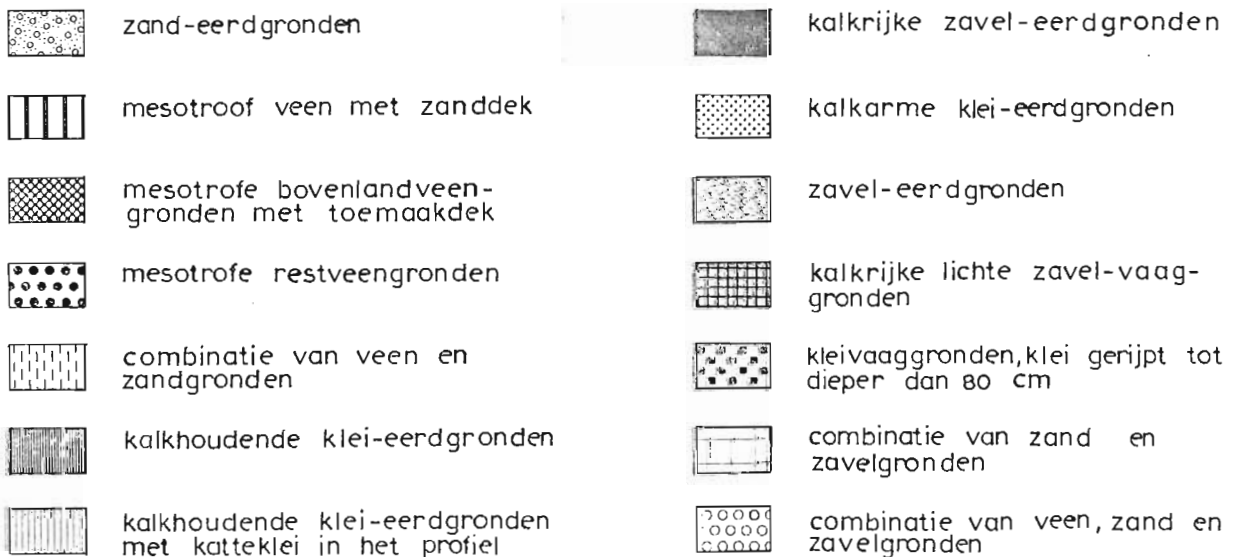 zand-eerdgronden
mesotroof veen met zanddek
mesotrofe bovenlandveen-
gronden met toemaakdek
mesotrofe restveengronden
combinatie van veen en
zandgronden
kalkhoudende klei-eerdgronden
kalkhoudende klei-eerdgronden
met katteklei in het profiel
kalkrijke zavel-eerdgronden
kalkarme klei-eerdgronden
zavel-eerdgronden
kalkrijke lichte zavel-vaag-
gronden
kleivaaggronden, klei gerijpt tot
dieper dan 80 cm
combinatie van zand en
zavelgronden
combinatie van veen, zand en
zavelgronden